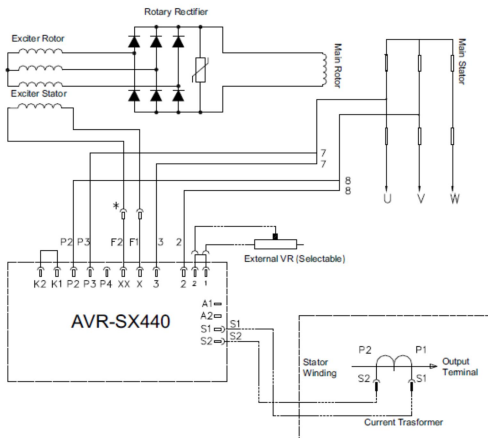 Rotary Rectifier
Exciter Rotor
Exciter Stator
Main Rotor
Main Stator
7
7
8
8
U V W
*
P2 P3 F2 F1 3 2
External VR (Selectable)
K2 K1 P2 P3 P4 XX X 3 2 2 1
AVR-SX440
A1
A2
S1 S1
S2 S2
P2 P1
Stator Winding
Output Terminal
S2 S1
Current Trasformer